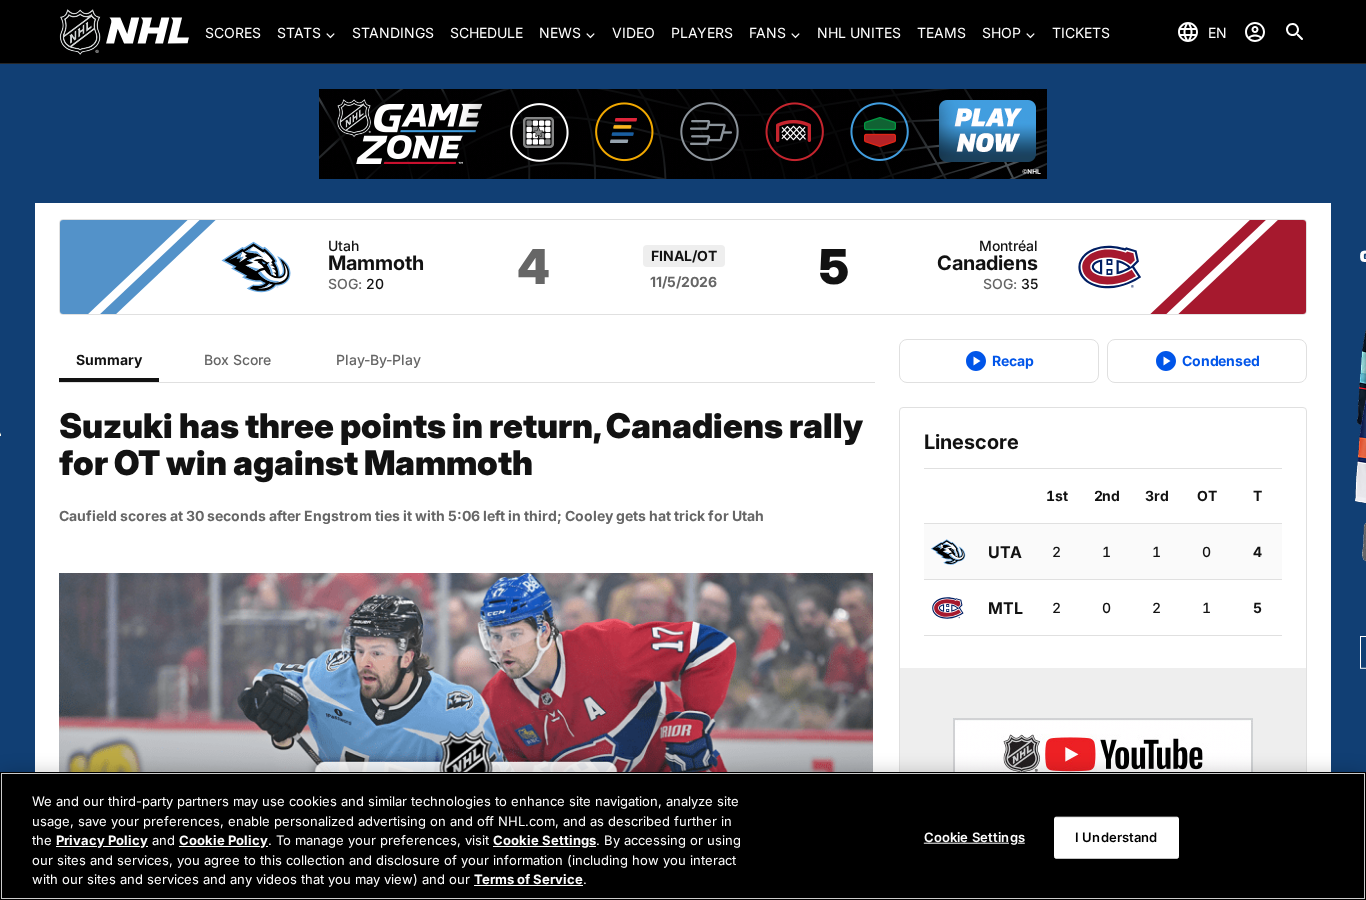 NHL SCORES STATS STANDINGS SCHEDULE NEWS VIDEO PLAYERS FANS NHL UNITES TEAMS SHOP TICKETS EN
GAME
ZONE
PLAY
NOW
©NHL
Utah
Mammoth
SOG: 20
4
FINAL/OT
11/5/2026
5
Montréal
Canadiens
SOG: 35
Summary Box Score Play-By-Play
Recap Condensed
Suzuki has three points in return, Canadiens rally
for OT win against Mammoth
Caufield scores at 30 seconds after Engstrom ties it with 5:06 left in third; Cooley gets hat trick for Utah
17
A
RBC
Linescore
1st 2nd 3rd OT T
UTA 2 1 1 0 4
MTL 2 0 2 1 5
NHL YouTube
We and our third-party partners may use cookies and similar technologies to enhance site navigation, analyze site
usage, save your preferences, enable personalized advertising on and off NHL.com, and as described further in
the Privacy Policy and Cookie Policy. To manage your preferences, visit Cookie Settings. By accessing or using
our sites and services, you agree to this collection and disclosure of your information (including how you interact
with our sites and services and any videos that you may view) and our Terms of Service.
Cookie Settings
I Understand